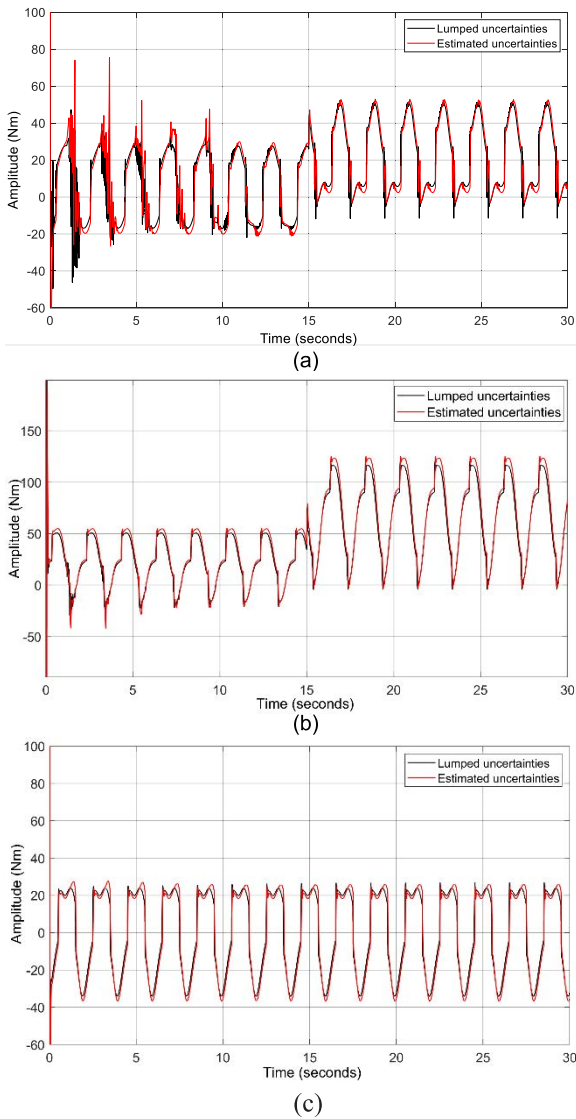 100
80
60
40
20
0
-20
-40
-60
Amplitude (Nm)
Lumped uncertainties
Estimated uncertainties
0 5 10 15 20 25 30
Time (seconds)
(a)
150
100
50
0
-50
Amplitude (Nm)
Lumped uncertainties
Estimated uncertainties
0 5 10 15 20 25 30
Time (seconds)
(b)
100
80
60
40
20
0
-20
-40
-60
Amplitude (Nm)
Lumped uncertainties
Estimated uncertainties
0 5 10 15 20 25 30
Time (seconds)
(c)